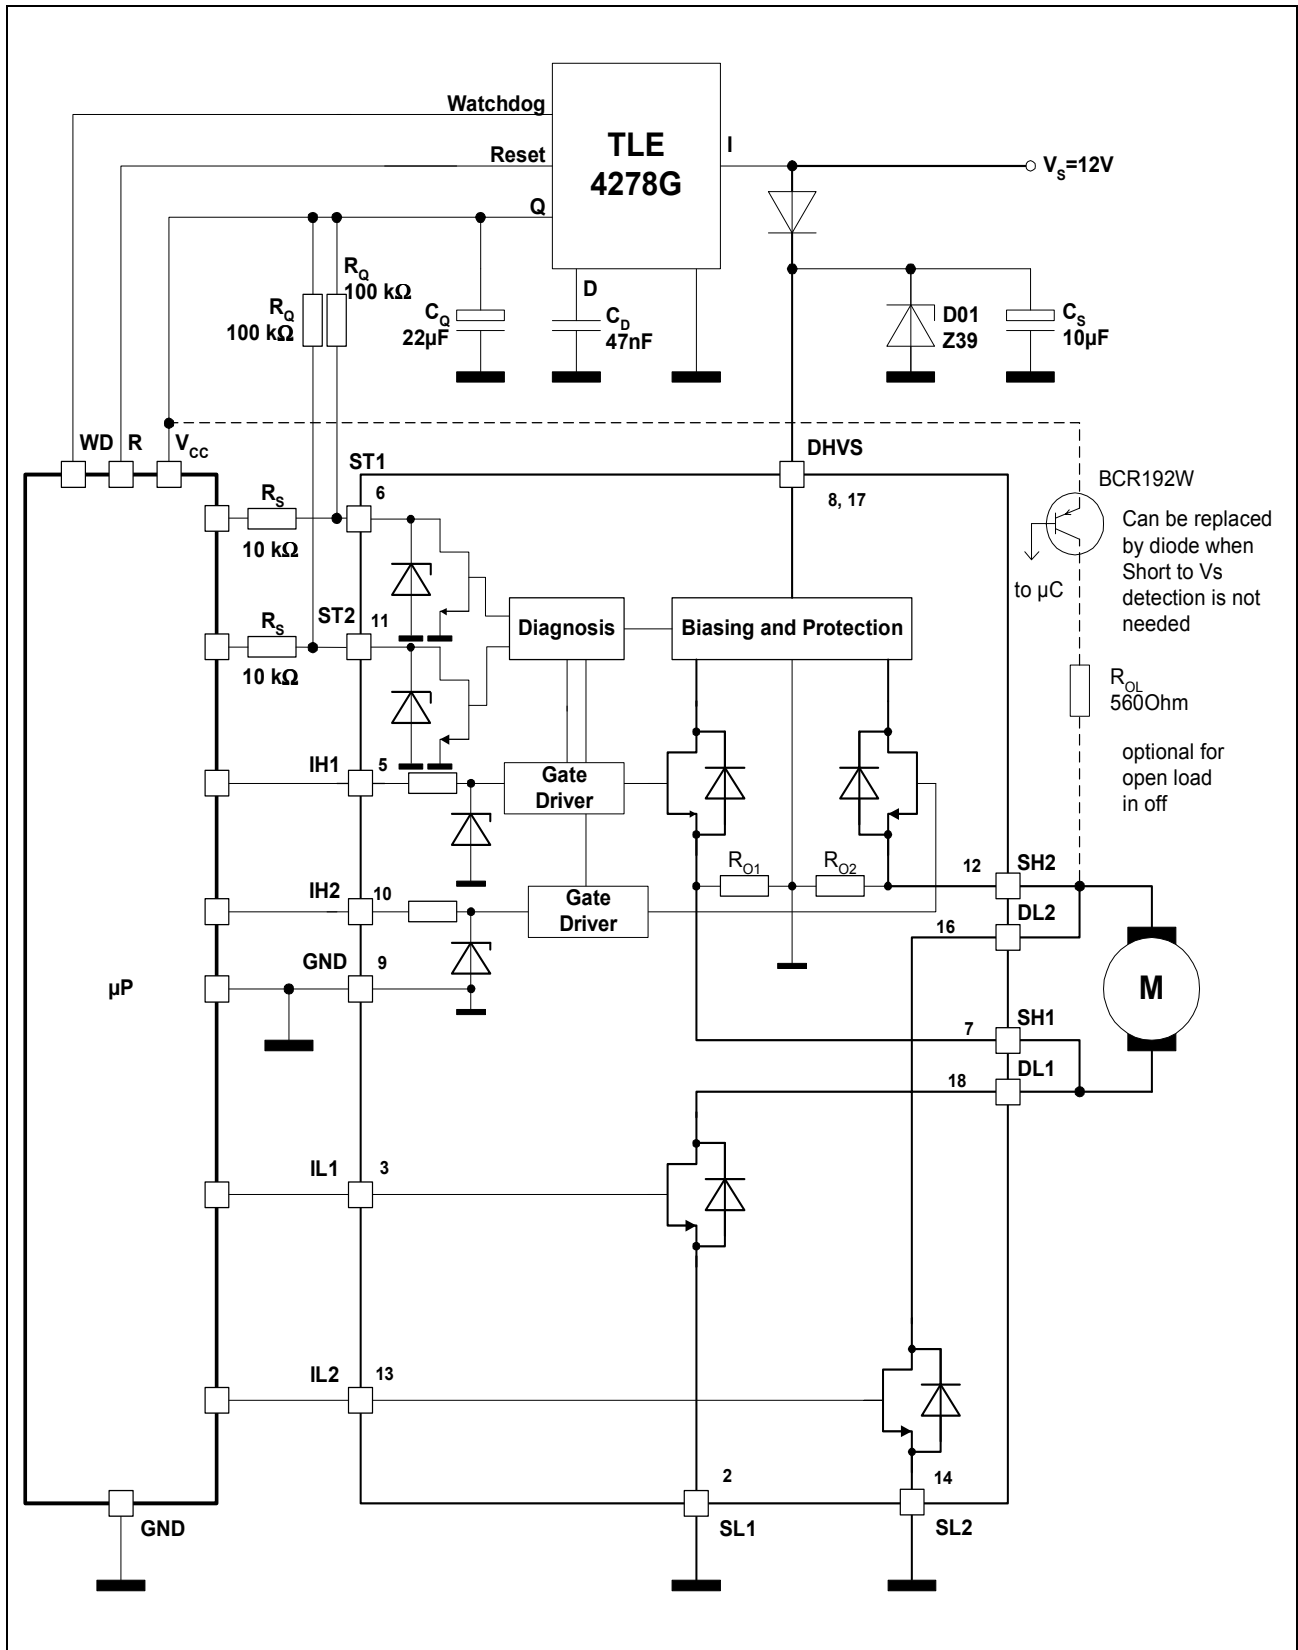 Watchdog
TLE
4278G
I
Reset
V_S=12V
Q
R_Q
100 kΩ
D
R_Q
100 kΩ
C_Q
22µF
C_D
47nF
D01
Z39
C_S
10µF
WD
R
V_CC
ST1
DHVS
6
8, 17
BCR192W
R_S
10 kΩ
Can be replaced
by diode when
Short to Vs
detection is not
needed
to µC
ST2
11
R_S
10 kΩ
Diagnosis
Biasing and Protection
R_OL
560Ohm
optional for
open load
in off
IH1
5
Gate
Driver
R_O1
R_O2
12
SH2
IH2
10
Gate
Driver
16
DL2
GND
9
µP
M
7
SH1
18
DL1
IL1
3
IL2
13
2
14
GND
SL1
SL2